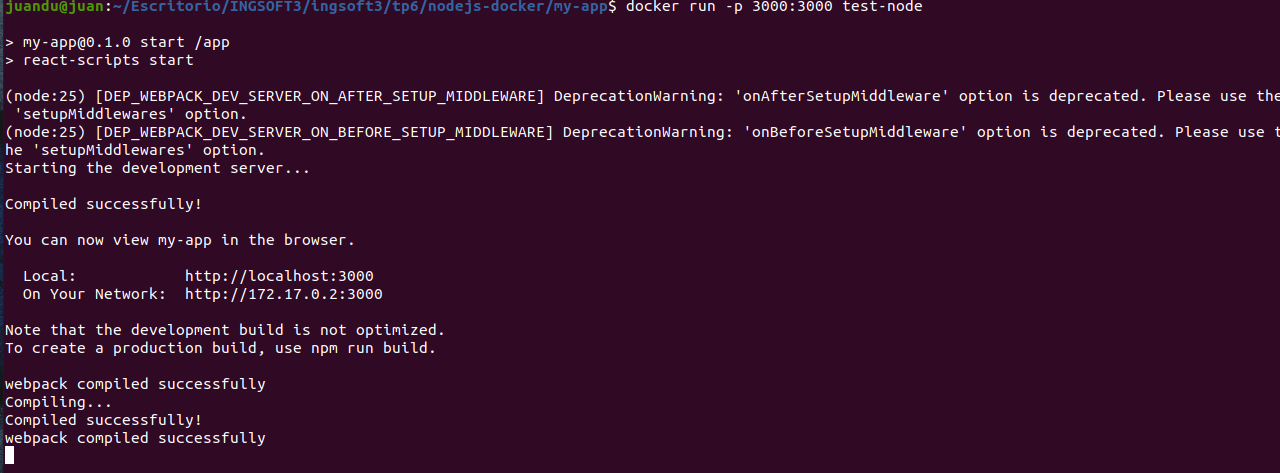 juandu@juan:~/Escritorio/INGSOFT3/ingsoft3/tp6/nodejs-docker/my-app$ docker run -p 3000:3000 test-node
> my-app@0.1.0 start /app
> react-scripts start
(node:25) [DEP_WEBPACK_DEV_SERVER_ON_AFTER_SETUP_MIDDLEWARE] DeprecationWarning: 'onAfterSetupMiddleware' option is deprecated. Please use the
'setupMiddlewares' option.
(node:25) [DEP_WEBPACK_DEV_SERVER_ON_BEFORE_SETUP_MIDDLEWARE] DeprecationWarning: 'onBeforeSetupMiddleware' option is deprecated. Please use t
he 'setupMiddlewares' option.
Starting the development server...
Compiled successfully!
You can now view my-app in the browser.
Local:            http://localhost:3000
On Your Network:  http://172.17.0.2:3000
Note that the development build is not optimized.
To create a production build, use npm run build.
webpack compiled successfully
Compiling...
Compiled successfully!
webpack compiled successfully